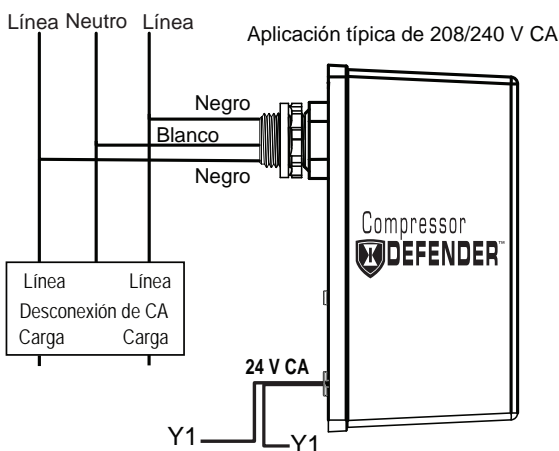 Línea Neutro Línea
Aplicación típica de 208/240 V CA
Negro
Blanco
Negro
Compressor
DEFENDER™
Línea Línea
Desconexión de CA
Carga Carga
24 V CA
Y1
Y1